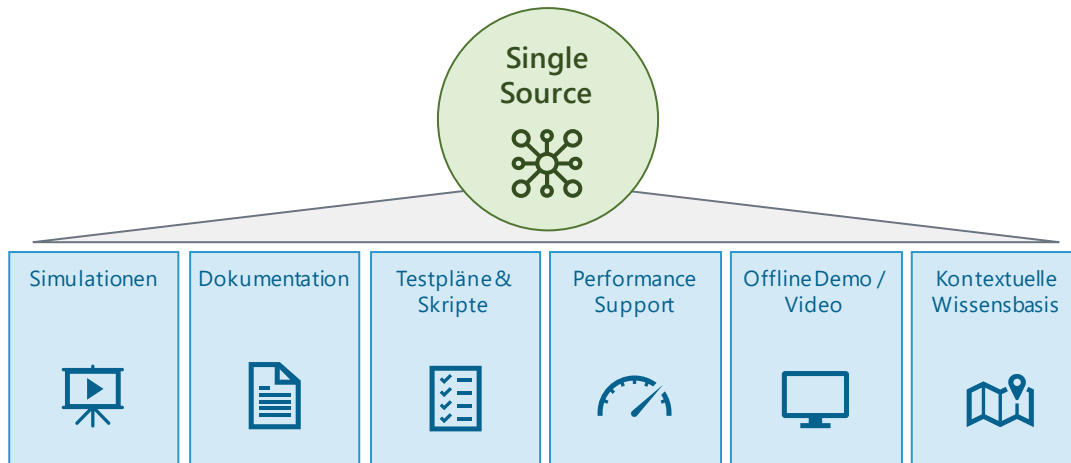 Single
Source
Simulationen
Dokumentation
Testpläne &
Skripte
Performance
Support
Offline Demo /
Video
Kontextuelle
Wissensbasis